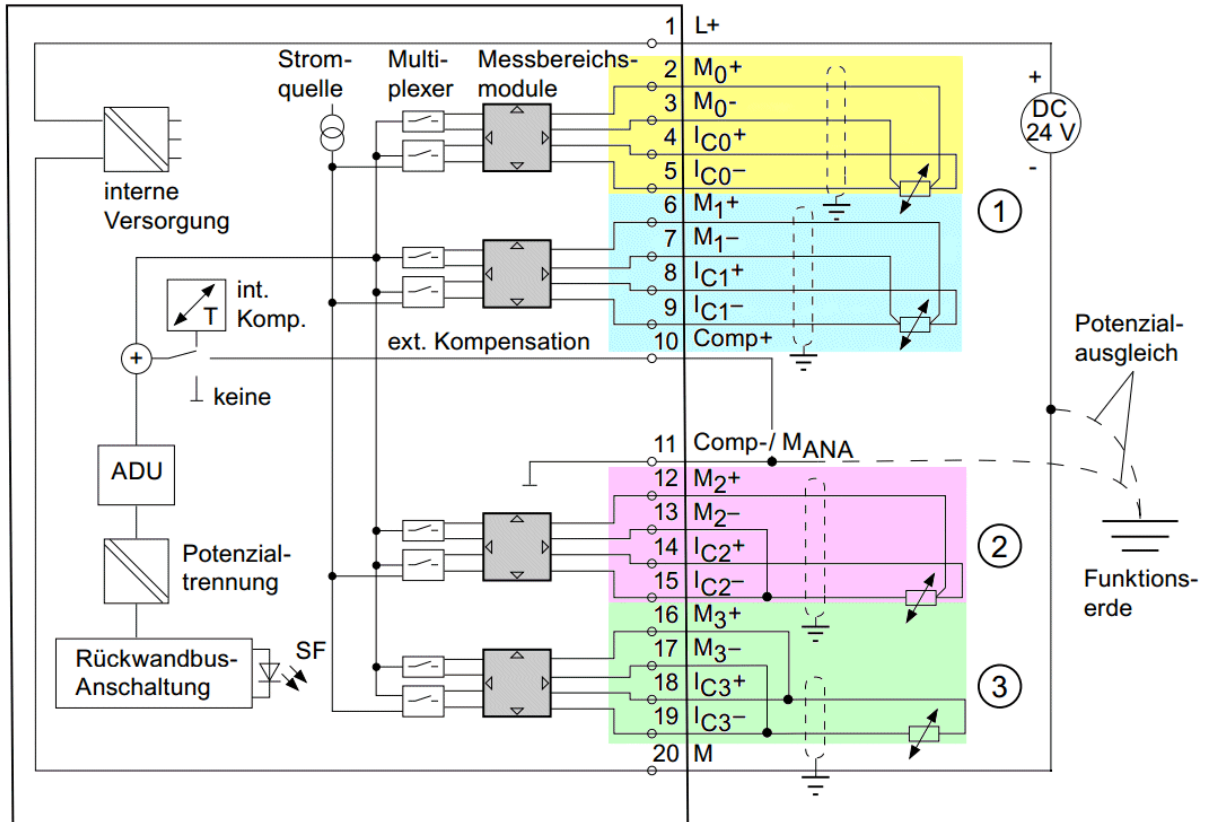 1 L+
Strom-
quelle
Multi-
plexer
Messbereichs-
module
2 M0+
3 M0-
4 IC0+
5 IC0–
+
DC
24 V
-
interne
Versorgung
6 M1+
7 M1–
8 IC1+
9 IC1–
10 Comp+
1
int.
Komp.
T
ext. Kompensation
+
keine
Potenzial-
ausgleich
11 Comp-/ MANA
ADU
12 M2+
13 M2–
14 IC2+
15 IC2–
2
Potenzial-
trennung
Funktions-
erde
16 M3+
17 M3–
18 IC3+
19 IC3–
3
Rückwandbus-
Anschaltung
SF
20 M